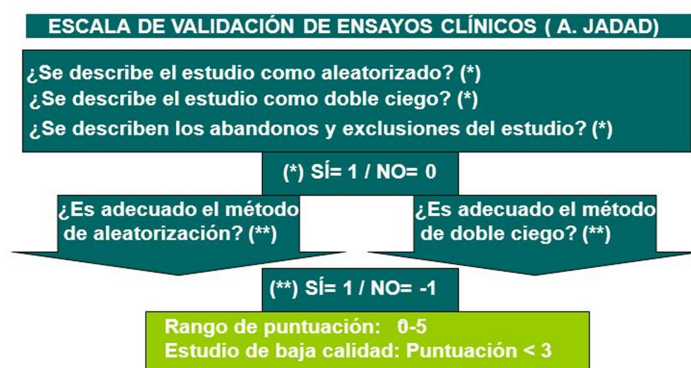 ESCALA DE VALIDACIÓN DE ENSAYOS CLÍNICOS ( A. JADAD)
¿Se describe el estudio como aleatorizado? (*)
¿Se describe el estudio como doble ciego? (*)
¿Se describen los abandonos y exclusiones del estudio? (*)
(*) SÍ= 1 / NO= 0
¿Es adecuado el método
de aleatorización? (**)
¿Es adecuado el método
de doble ciego? (**)
(**) SÍ= 1 / NO= -1
Rango de puntuación: 0-5
Estudio de baja calidad: Puntuación < 3